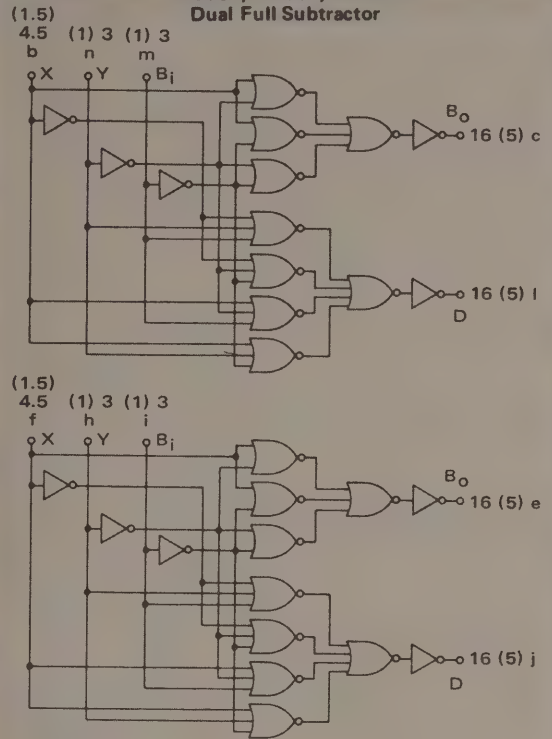 Dual Full Subtractor
(1.5)
4.5 (1) 3 (1) 3
b n m
X Y Bi
Bo
16 (5) c
16 (5) l
D
(1.5)
4.5 (1) 3 (1) 3
f h i
X Y Bi
Bo
16 (5) e
16 (5) j
D